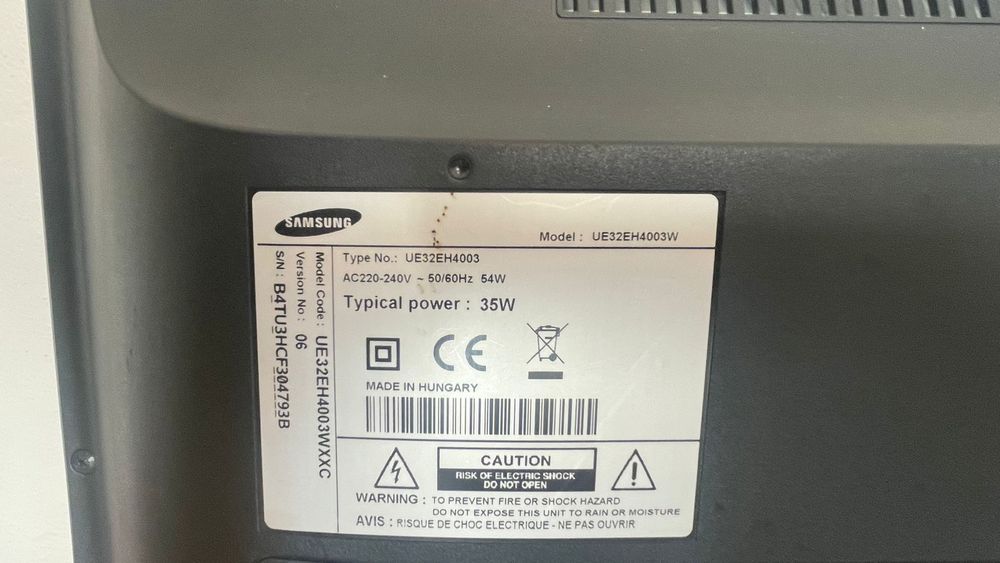 SAMSUNG
Model : UE32EH4003W
Type No.: UE32EH4003
AC220-240V ~ 50/60Hz 54W
Typical power : 35W
Model Code : UE32EH4003WXXC
Version No : 06
S/N : B4TU3HCF304793B
CE
MADE IN HUNGARY
CAUTION
RISK OF ELECTRIC SHOCK
DO NOT OPEN
WARNING : TO PREVENT FIRE OR SHOCK HAZARD
DO NOT EXPOSE THIS UNIT TO RAIN OR MOISTURE
AVIS : RISQUE DE CHOC ELECTRIQUE - NE PAS OUVRIR